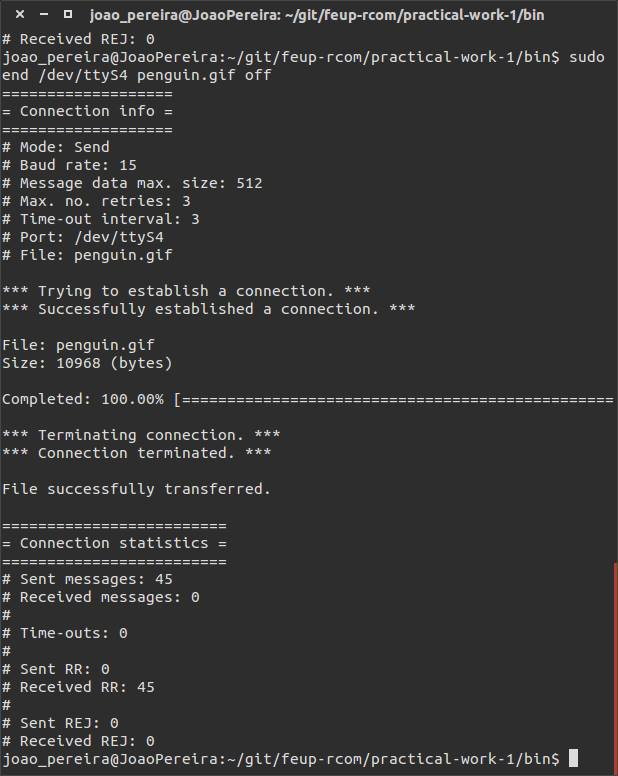 joao_pereira@JoaoPereira: ~/git/feup-rcom/practical-work-1/bin
# Received REJ: 0
joao_pereira@JoaoPereira:~/git/feup-rcom/practical-work-1/bin$ sudo
end /dev/ttyS4 penguin.gif off
===================
= Connection info =
===================
# Mode: Send
# Baud rate: 15
# Message data max. size: 512
# Max. no. retries: 3
# Time-out interval: 3
# Port: /dev/ttyS4
# File: penguin.gif
*** Trying to establish a connection. ***
*** Successfully established a connection. ***
File: penguin.gif
Size: 10968 (bytes)
Completed: 100.00% [================================================
*** Terminating connection. ***
*** Connection terminated. ***
File successfully transferred.
=========================
= Connection statistics =
=========================
# Sent messages: 45
# Received messages: 0
#
# Time-outs: 0
#
# Sent RR: 0
# Received RR: 45
#
# Sent REJ: 0
# Received REJ: 0
joao_pereira@JoaoPereira:~/git/feup-rcom/practical-work-1/bin$